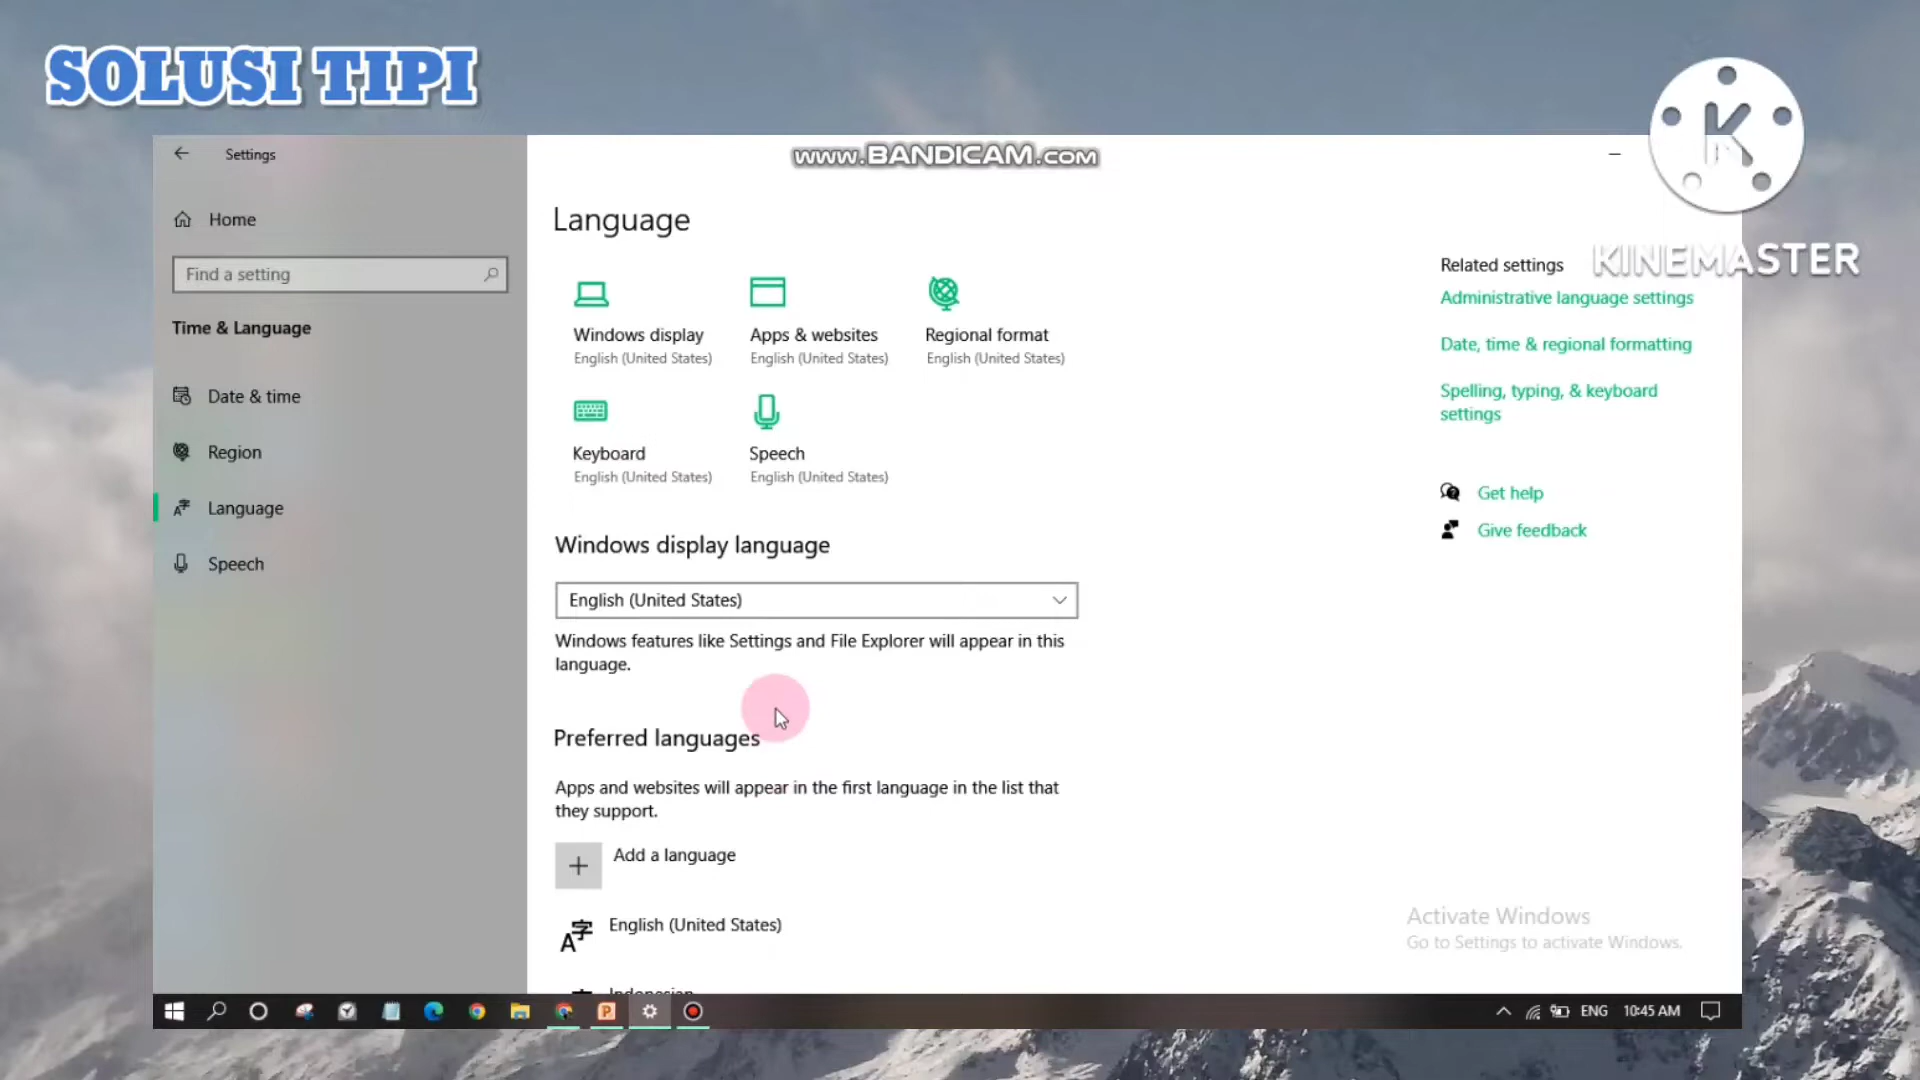 SOLUSI TIPI
Settings
www.BANDICAM.com
K
KINEMASTER
Home
Find a setting
Time & Language
Date & time
Region
Language
Speech
Language
Windows display
English (United States)
Apps & websites
English (United States)
Regional format
English (United States)
Keyboard
English (United States)
Speech
English (United States)
Windows display language
English (United States)
Windows features like Settings and File Explorer will appear in this
language.
Preferred languages
Apps and websites will appear in the first language in the list that
they support.
Add a language
English (United States)
Indonesian
Related settings
Administrative language settings
Date, time & regional formatting
Spelling, typing, & keyboard
settings
Get help
Give feedback
Activate Windows
Go to Settings to activate Windows.
ENG
10:45 AM